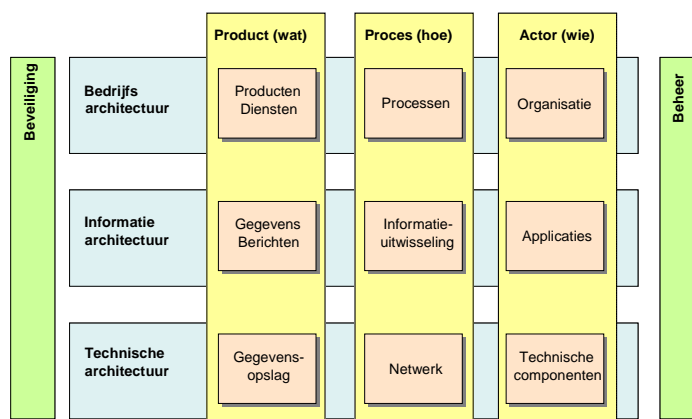 Product (wat)
Proces (hoe)
Actor (wie)
Beveiliging
Bedrijfs
architectuur
Producten
Diensten
Processen
Organisatie
Beheer
Informatie
architectuur
Gegevens
Berichten
Informatie-
uitwisseling
Applicaties
Technische
architectuur
Gegevens-
opslag
Netwerk
Technische
componenten